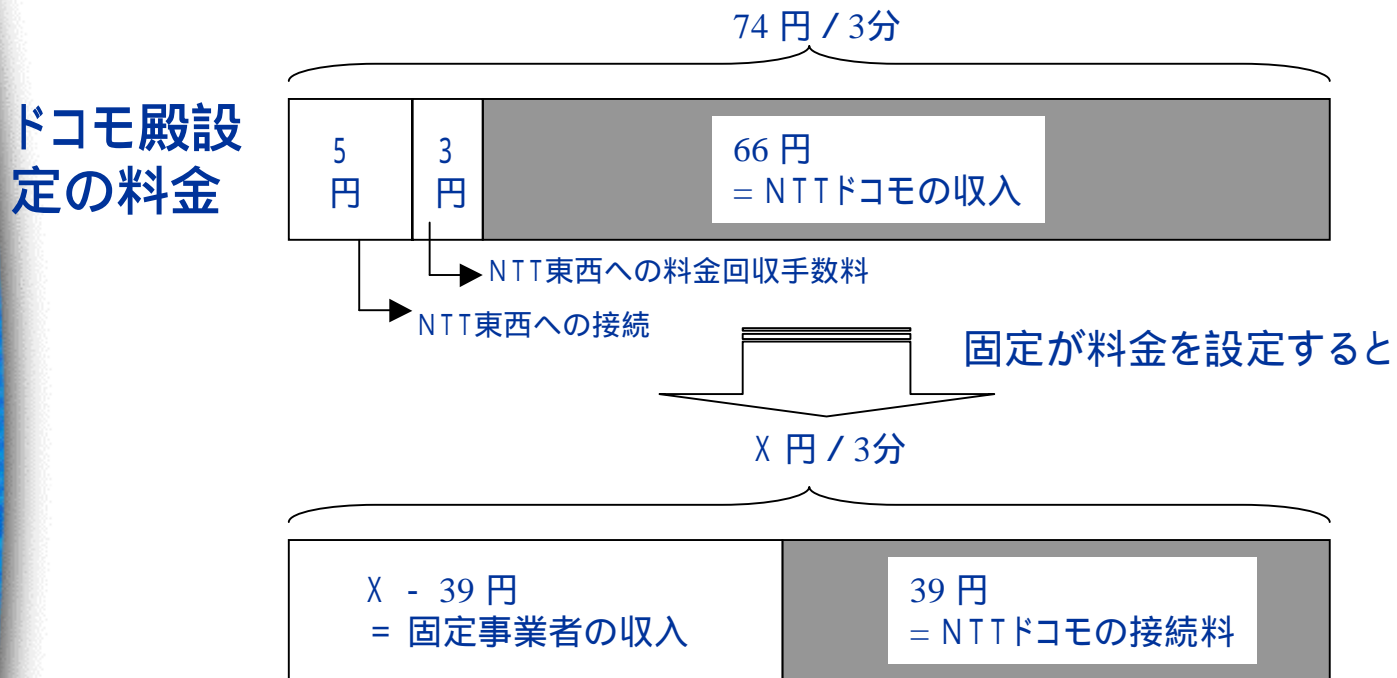 74 円 / 3分
ドコモ殿設
定の料金
5
円
3
円
66 円
= NTTドコモの収入
NTT東西への料金回収手数料
NTT東西への接続
固定が料金を設定すると
X 円 / 3分
X - 39 円
= 固定事業者の収入
39 円
= NTTドコモの接続料